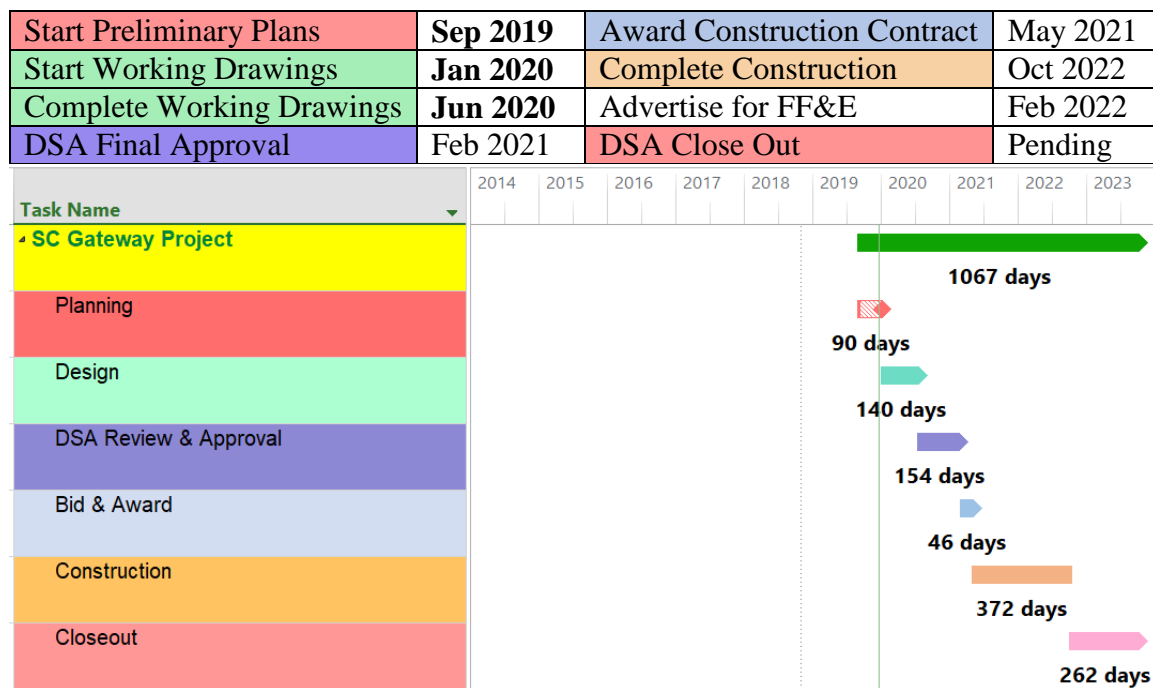 Start Preliminary Plans Sep 2019 Award Construction Contract May 2021
Start Working Drawings Jan 2020 Complete Construction Oct 2022
Complete Working Drawings Jun 2020 Advertise for FF&E Feb 2022
DSA Final Approval Feb 2021 DSA Close Out Pending
2014 2015 2016 2017 2018 2019 2020 2021 2022 2023
Task Name
SC Gateway Project
1067 days
Planning
90 days
Design
140 days
DSA Review & Approval
154 days
Bid & Award
46 days
Construction
372 days
Closeout
262 days